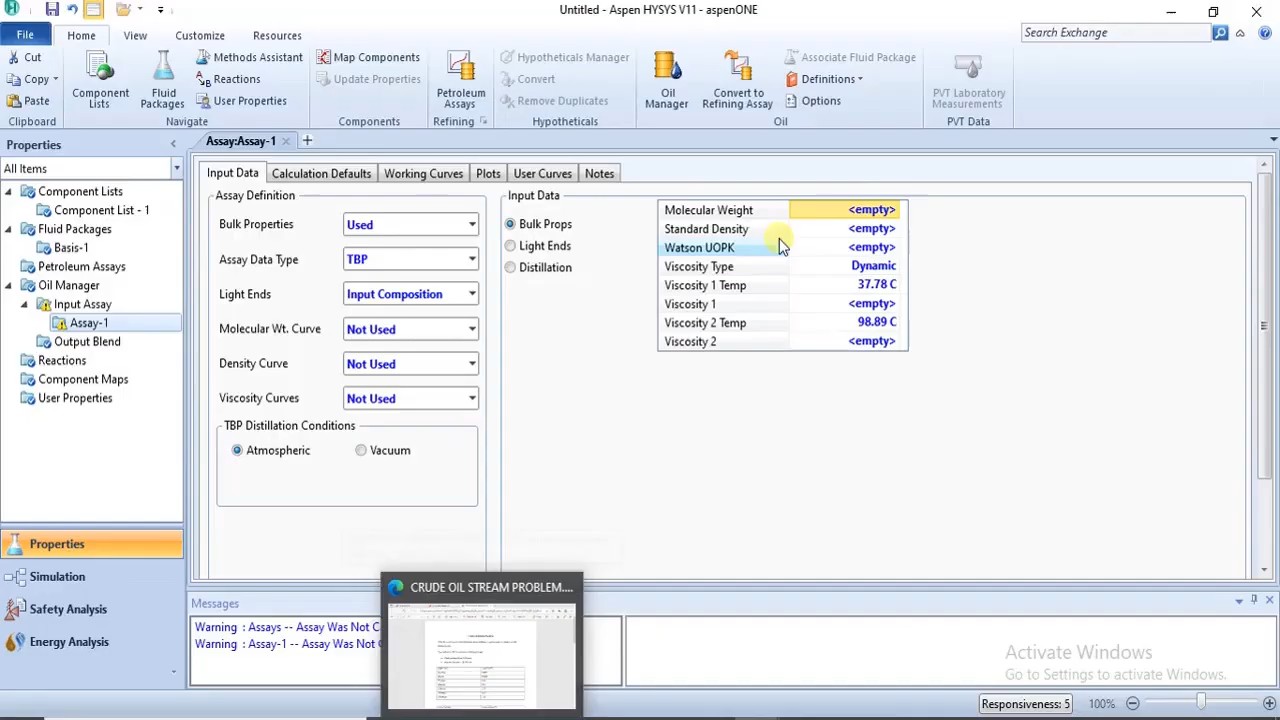 Untitled - Aspen HYSYS V11 - aspenONE
File
Home
View
Customize
Resources
Search Exchange
Cut
Copy
Paste
Clipboard
Component
Lists
Fluid
Packages
Methods Assistant
Reactions
User Properties
Navigate
Map Components
Update Properties
Components
Petroleum
Assays
Refining
Hypotheticals Manager
Convert
Remove Duplicates
Hypotheticals
Oil
Manager
Convert to
Refining Assay
Associate Fluid Package
Definitions
Options
Oil
PVT Laboratory
Measurements
PVT Data
Properties
All Items
Component Lists
Component List - 1
Fluid Packages
Basis-1
Petroleum Assays
Oil Manager
Input Assay
Assay-1
Output Blend
Reactions
Component Maps
User Properties
Properties
Simulation
Safety Analysis
Energy Analysis
Assay:Assay-1
Input Data
Calculation Defaults
Working Curves
Plots
User Curves
Notes
Assay Definition
Bulk Properties Used
Assay Data Type TBP
Light Ends Input Composition
Molecular Wt. Curve Not Used
Density Curve Not Used
Viscosity Curves Not Used
TBP Distillation Conditions
Atmospheric
Vacuum
Input Data
Bulk Props
Light Ends
Distillation
Molecular Weight <empty>
Standard Density <empty>
Watson UOPK <empty>
Viscosity Type Dynamic
Viscosity 1 Temp 37.78 C
Viscosity 1 <empty>
Viscosity 2 Temp 98.89 C
Viscosity 2 <empty>
Messages
Warning : Assays -- Assay Was Not C
Warning : Assay-1 -- Assay Was Not C
CRUDE OIL STREAM PROBLEM....
Activate Windows
Go to Settings to activate Windows.
Responsiveness: 5
100%